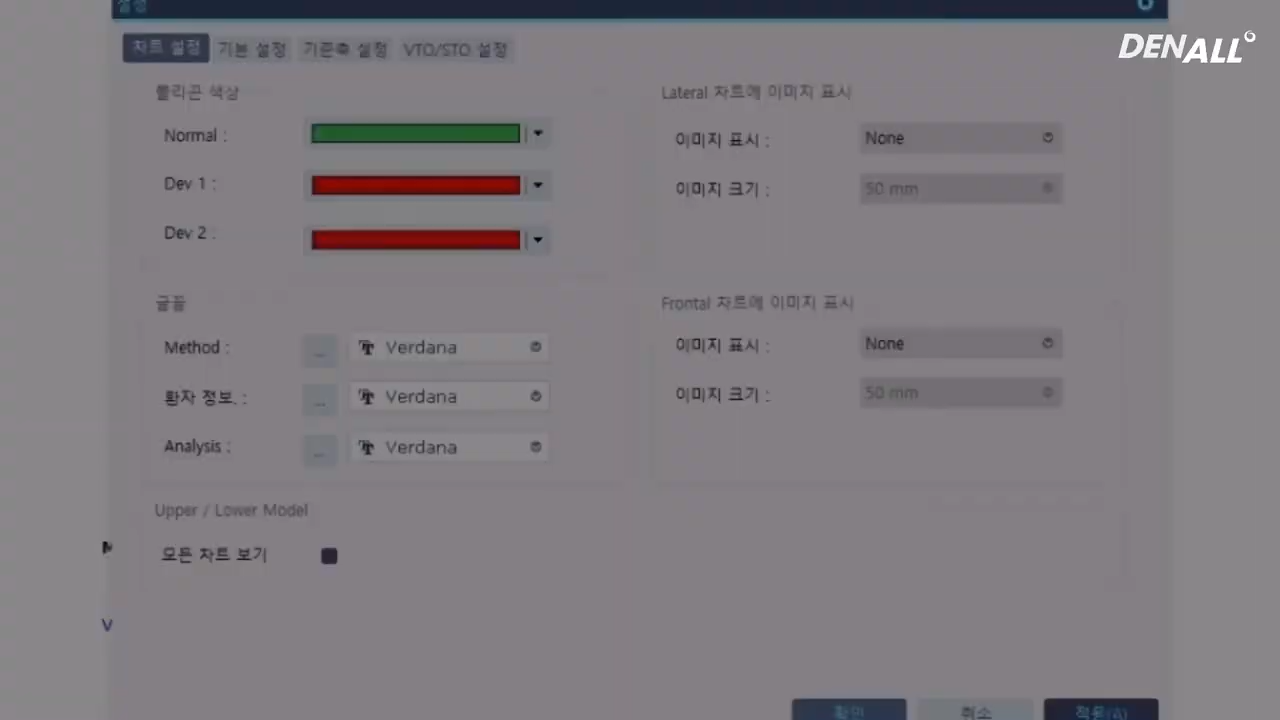 설정
DENALL
차트 설정 기본 설정 기준축 설정 VTO/STO 설정
폴리곤 색상
Normal :
Dev 1 :
Dev 2 :
Lateral 차트에 이미지 표시
이미지 표시 : None
이미지 크기 : 50 mm
글꼴
Method : ... Verdana
환자 정보. : ... Verdana
Analysis : ... Verdana
Frontal 차트에 이미지 표시
이미지 표시 : None
이미지 크기 : 50 mm
Upper / Lower Model
모든 차트 보기
V
확인 취소 적용(A)